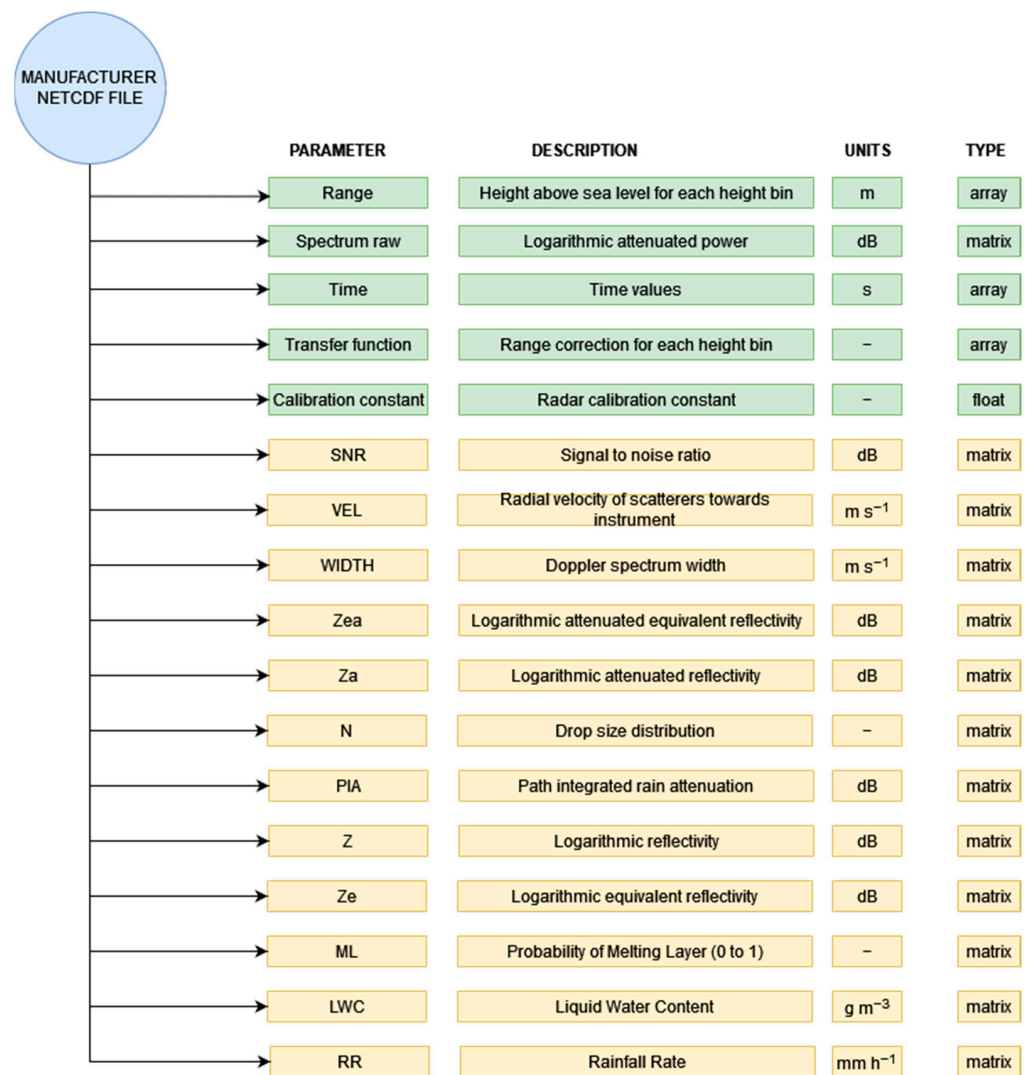 MANUFACTURER
NETCDF FILE
PARAMETER DESCRIPTION UNITS TYPE
Range Height above sea level for each height bin m array
Spectrum raw Logarithmic attenuated power dB matrix
Time Time values s array
Transfer function Range correction for each height bin – array
Calibration constant Radar calibration constant – float
SNR Signal to noise ratio dB matrix
VEL Radial velocity of scatterers towards instrument m s⁻¹ matrix
WIDTH Doppler spectrum width m s⁻¹ matrix
Zea Logarithmic attenuated equivalent reflectivity dB matrix
Za Logarithmic attenuated reflectivity dB matrix
N Drop size distribution – matrix
PIA Path integrated rain attenuation dB matrix
Z Logarithmic reflectivity dB matrix
Ze Logarithmic equivalent reflectivity dB matrix
ML Probability of Melting Layer (0 to 1) – matrix
LWC Liquid Water Content g m⁻³ matrix
RR Rainfall Rate mm h⁻¹ matrix